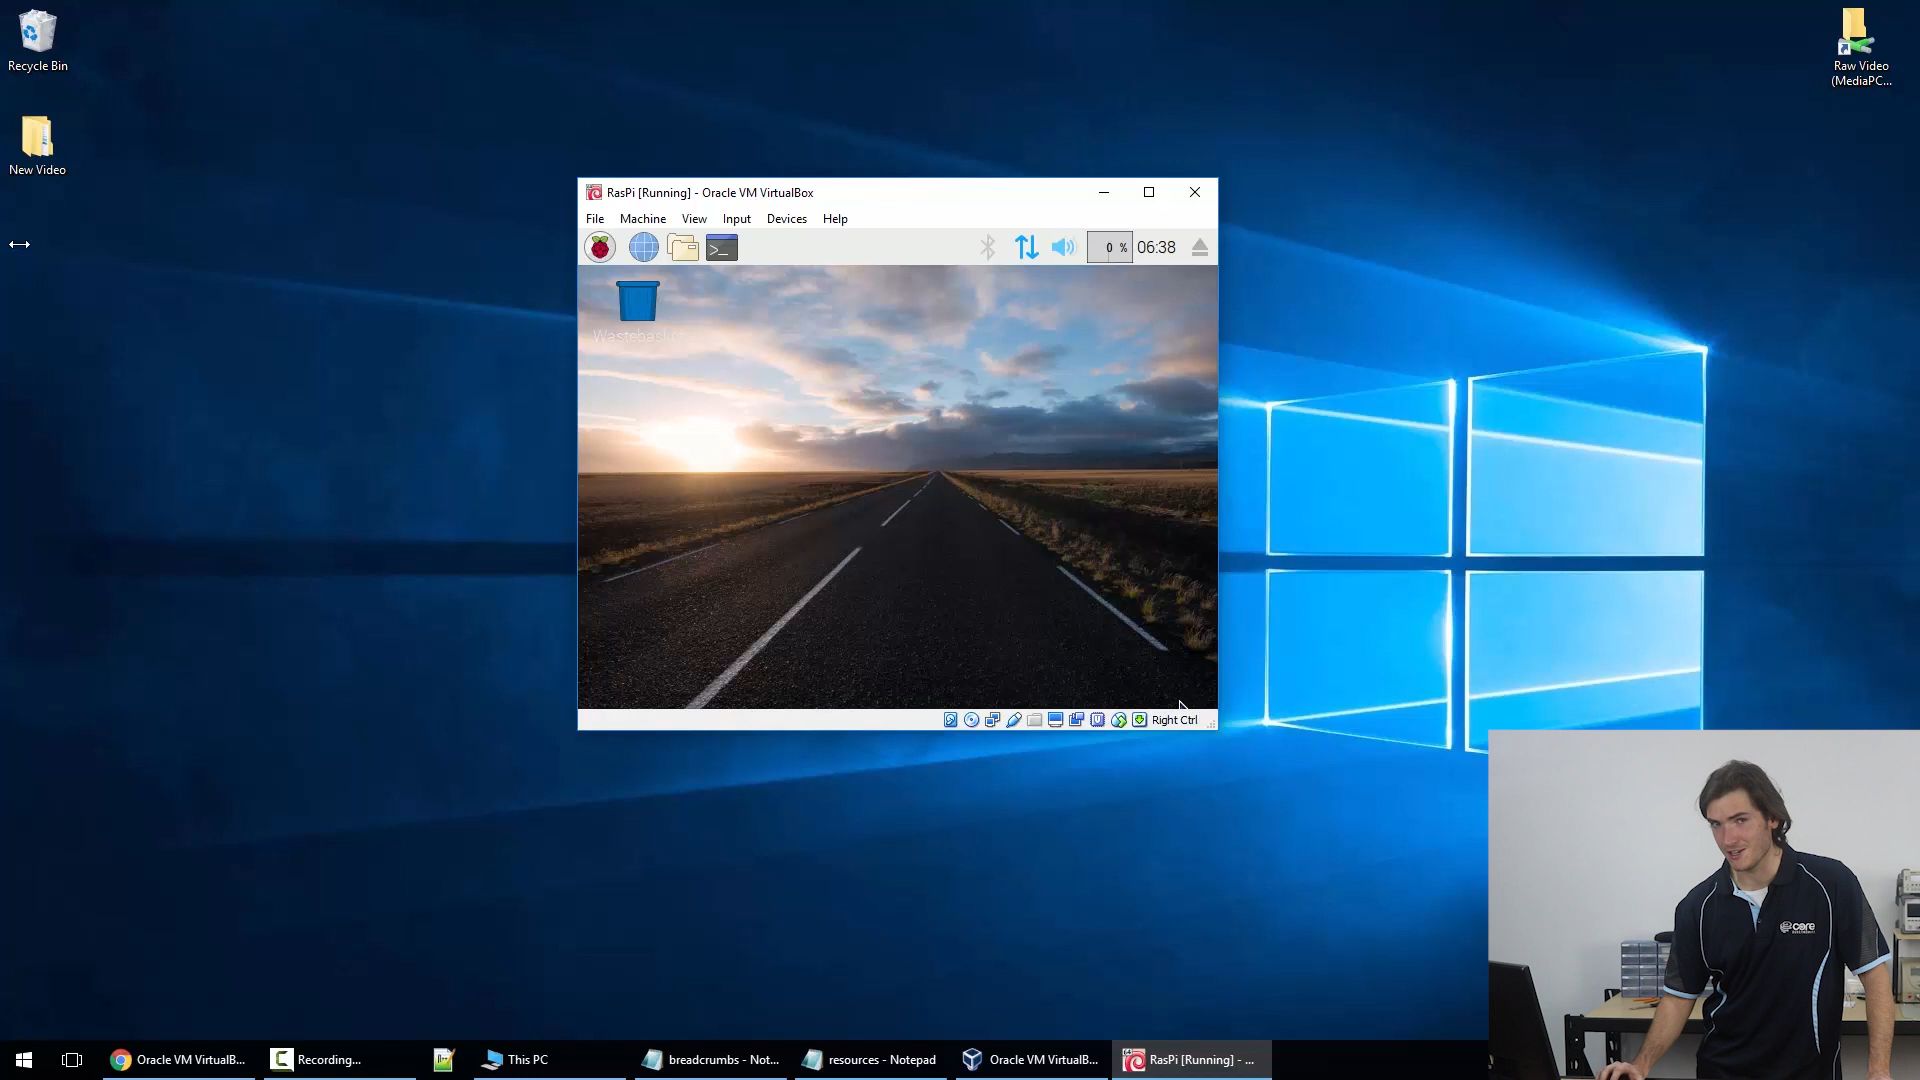 Recycle Bin
Raw Video
(MediaPC...
New Video
RasPi [Running] - Oracle VM VirtualBox
File Machine View Input Devices Help
0 % 06:38
Wastebasket
Right Ctrl
core
Oracle VM VirtualB...
Recording...
This PC
breadcrumbs - Not...
resources - Notepad
Oracle VM VirtualB...
RasPi [Running] - ...